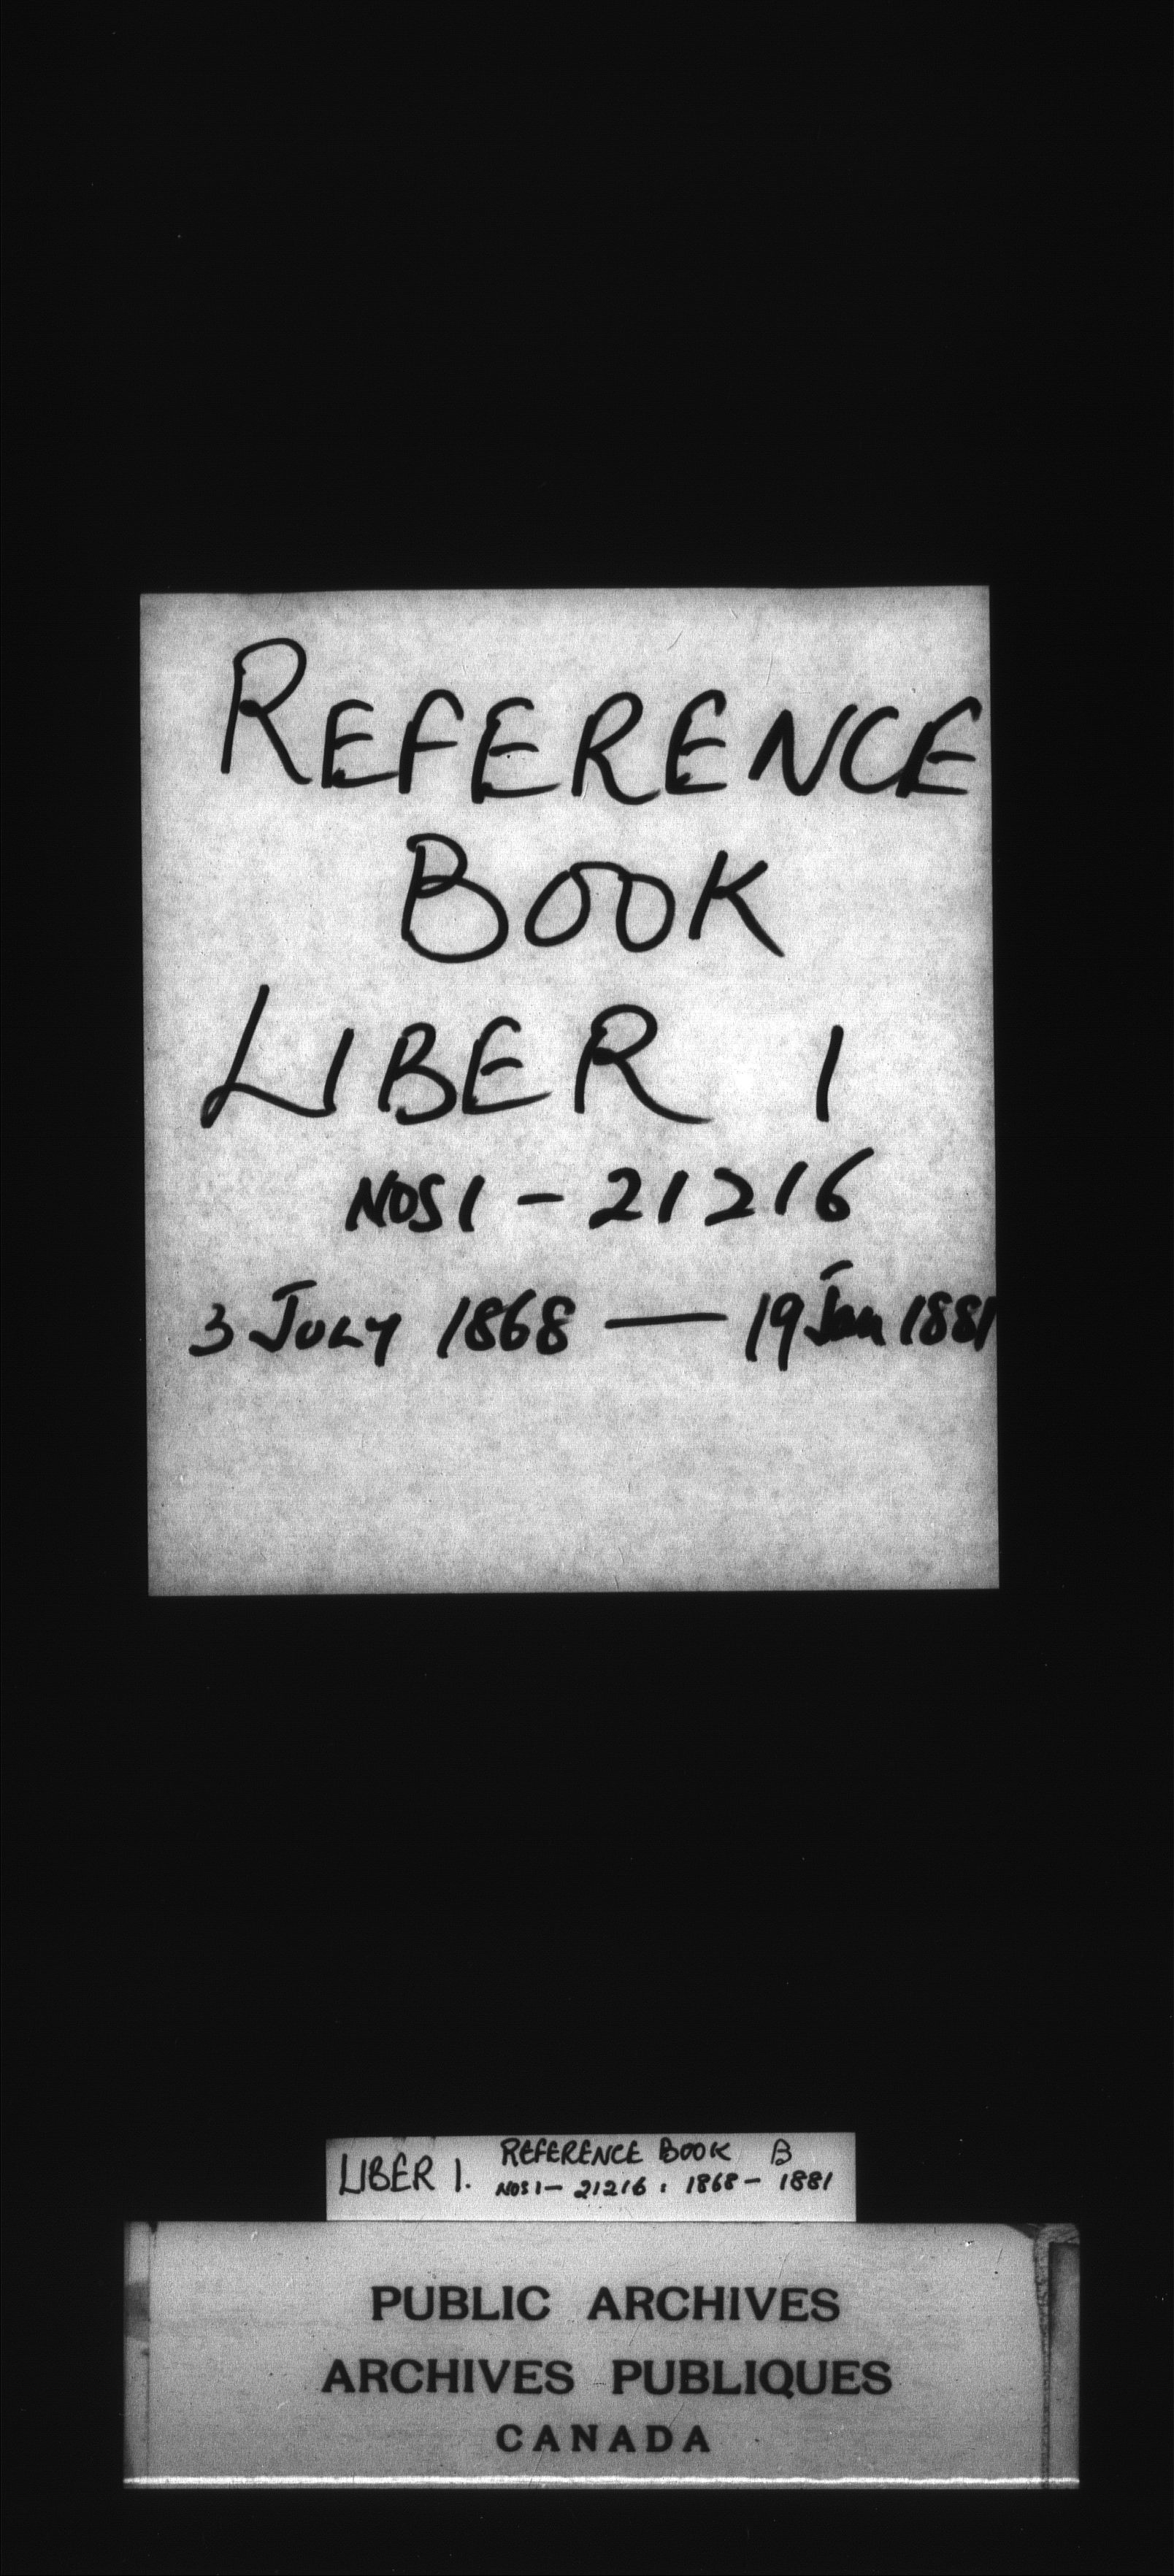 REFERENCE
BOOK
LIBER 1
NOS 1 - 21216
3 JULY 1868 — 19 Jan 1881
LIBER 1. REFERENCE BOOK B
NOS 1 - 21216 . 1868 - 1881
PUBLIC ARCHIVES
ARCHIVES PUBLIQUES
CANADA